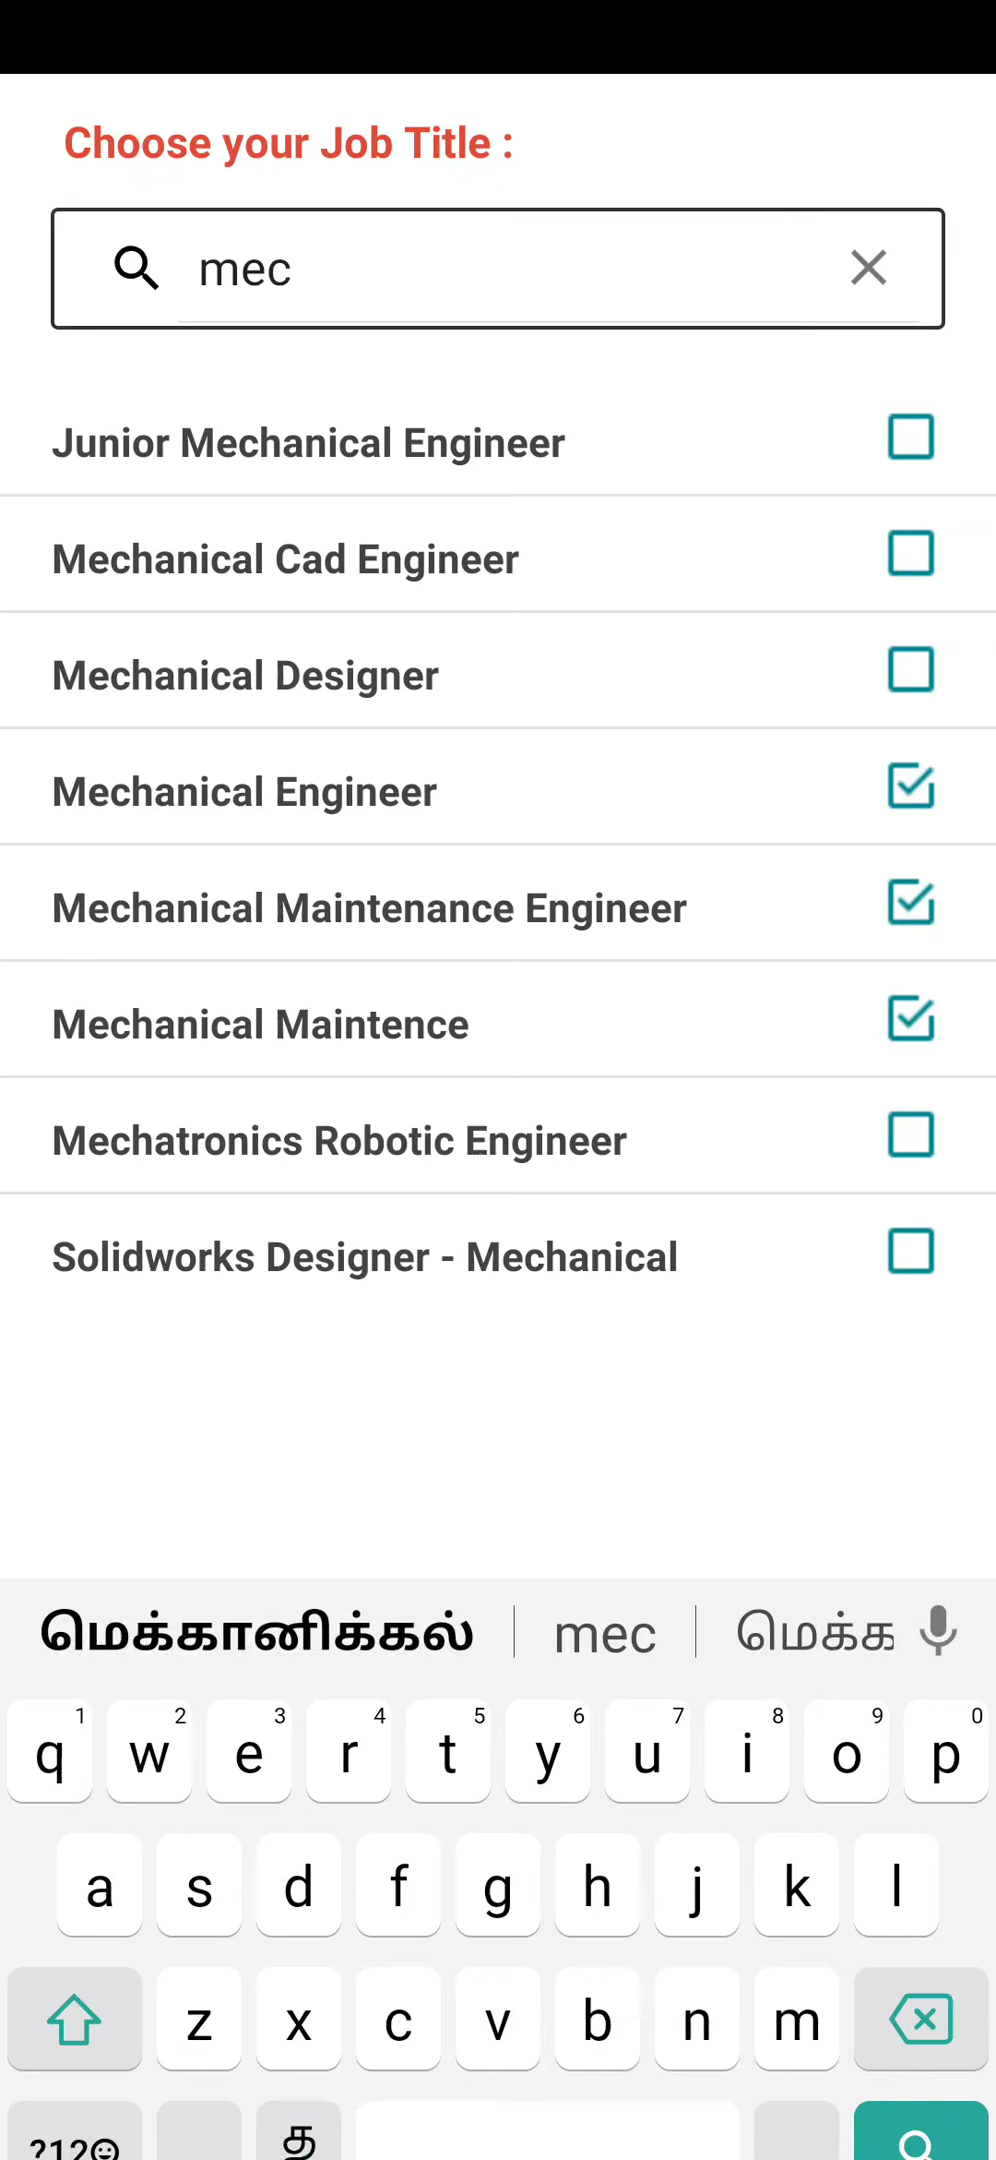 Choose your Job Title :
mec
Junior Mechanical Engineer
Mechanical Cad Engineer
Mechanical Designer
Mechanical Engineer
Mechanical Maintenance Engineer
Mechanical Maintence
Mechatronics Robotic Engineer
Solidworks Designer - Mechanical
மெக்கானிக்கல் mec மெக்க
1 2 3 4 5 6 7 8 9 0
q w e r t y u i o p
a s d f g h j k l
z x c v b n m
?12 த